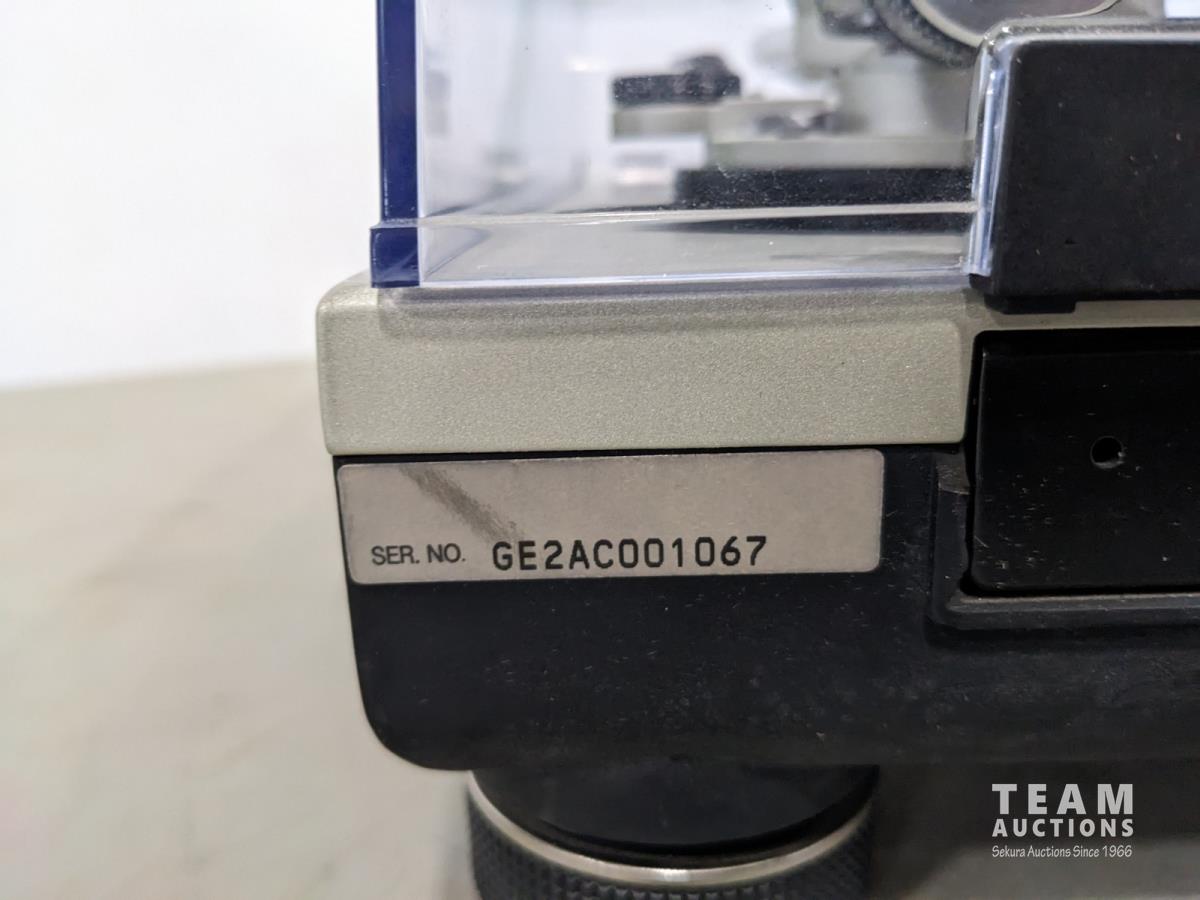 SER. NO. GE2AC001067
TEAM
AUCTIONS
Sekura Auctions Since 1966